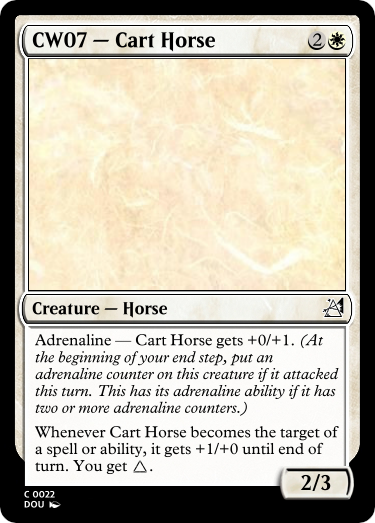 CW07 — Cart Horse 2
Creature — Horse
Adrenaline — Cart Horse gets +0/+1. (At
the beginning of your end step, put an
adrenaline counter on this creature if it attacked
this turn. This has its adrenaline ability if it has
two or more adrenaline counters.)
Whenever Cart Horse becomes the target of
a spell or ability, it gets +1/+0 until end of
turn. You get △.
2/3
C 0022
DOU